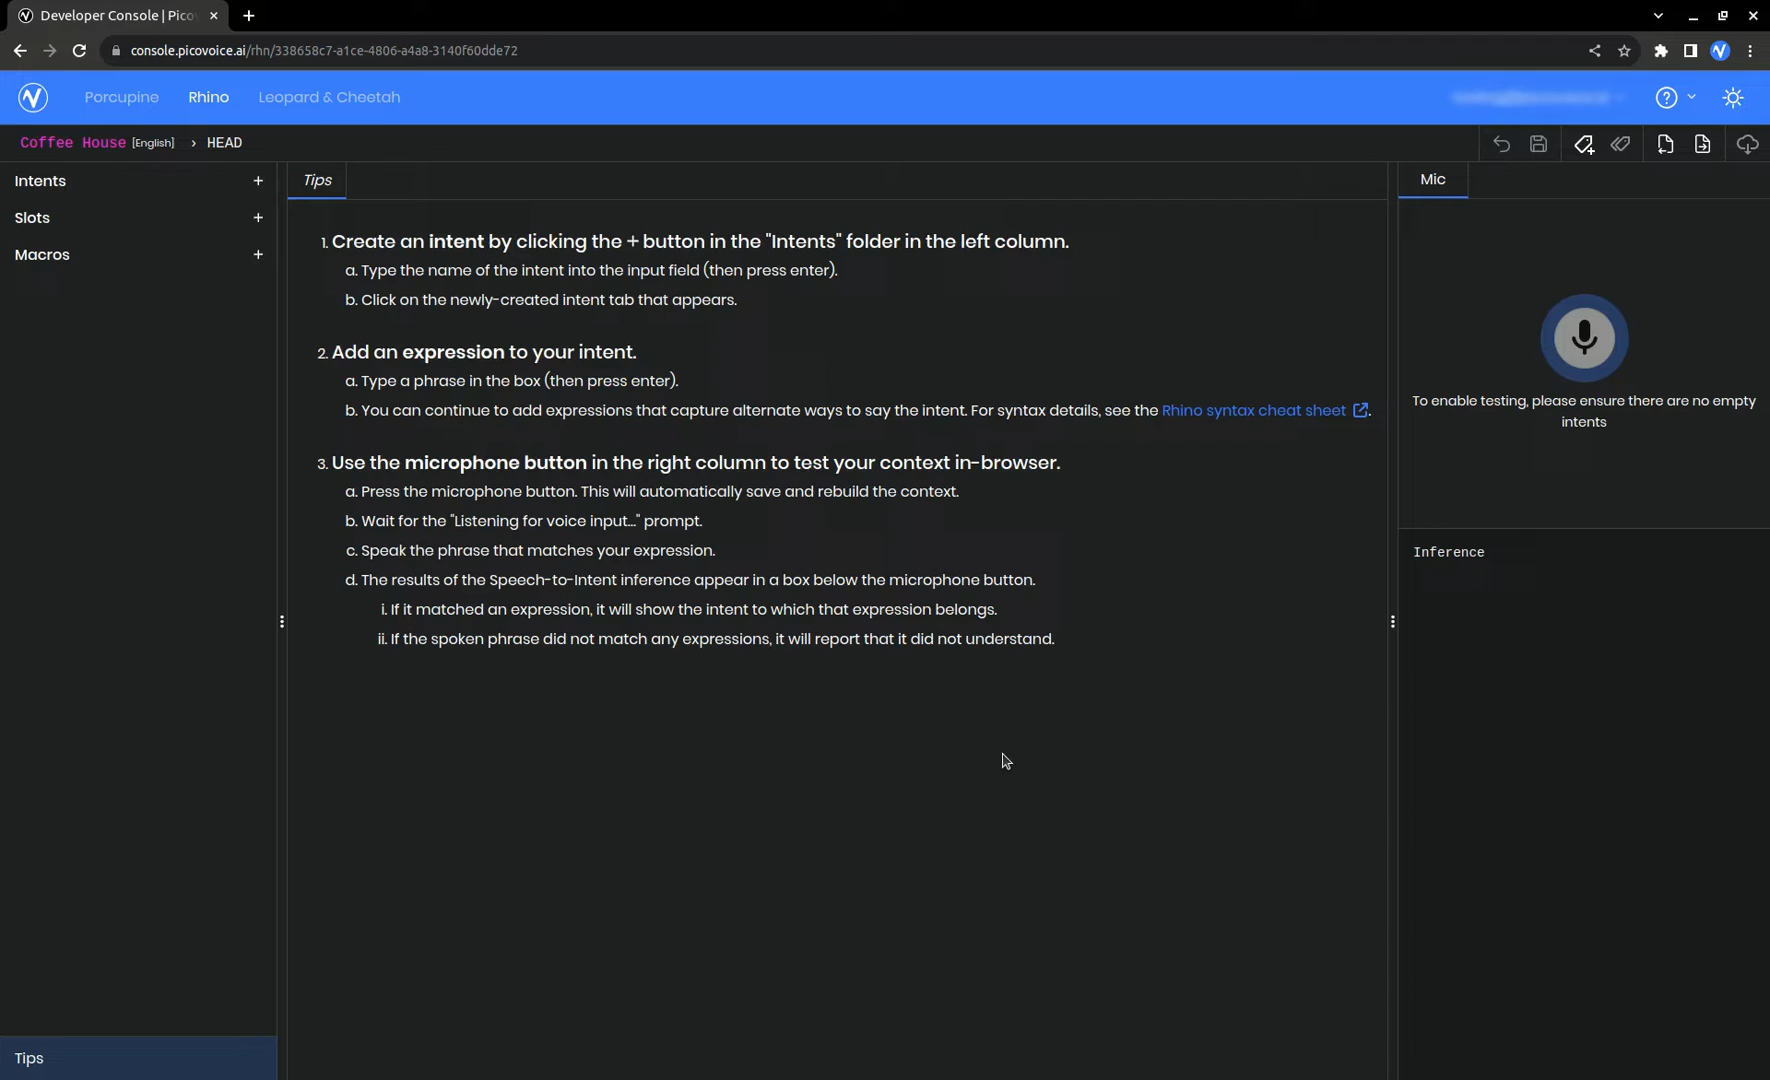 Developer Console | Pico
console.picovoice.ai/rhn/338658c7-a1ce-4806-a4a8-3140f60dde72
Porcupine
Rhino
Leopard & Cheetah
Coffee House [English] › HEAD
Intents
Slots
Macros
Tips
1. Create an intent by clicking the + button in the "Intents" folder in the left column.
a. Type the name of the intent into the input field (then press enter).
b. Click on the newly-created intent tab that appears.
2. Add an expression to your intent.
a. Type a phrase in the box (then press enter).
b. You can continue to add expressions that capture alternate ways to say the intent. For syntax details, see the Rhino syntax cheat sheet.
3. Use the microphone button in the right column to test your context in-browser.
a. Press the microphone button. This will automatically save and rebuild the context.
b. Wait for the "Listening for voice input..." prompt.
c. Speak the phrase that matches your expression.
d. The results of the Speech-to-Intent inference appear in a box below the microphone button.
i. If it matched an expression, it will show the intent to which that expression belongs.
ii. If the spoken phrase did not match any expressions, it will report that it did not understand.
Mic
To enable testing, please ensure there are no empty
intents
Inference
Tips